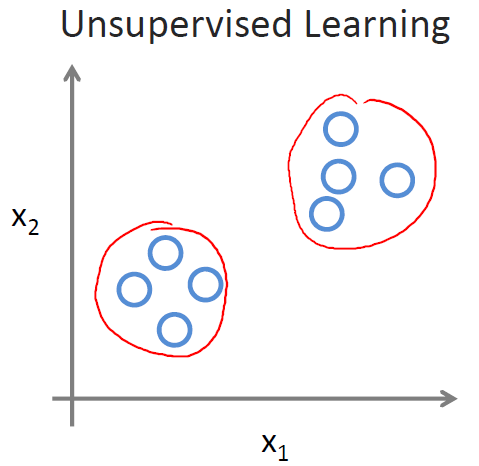 Unsupervised Learning
x₂
x₁